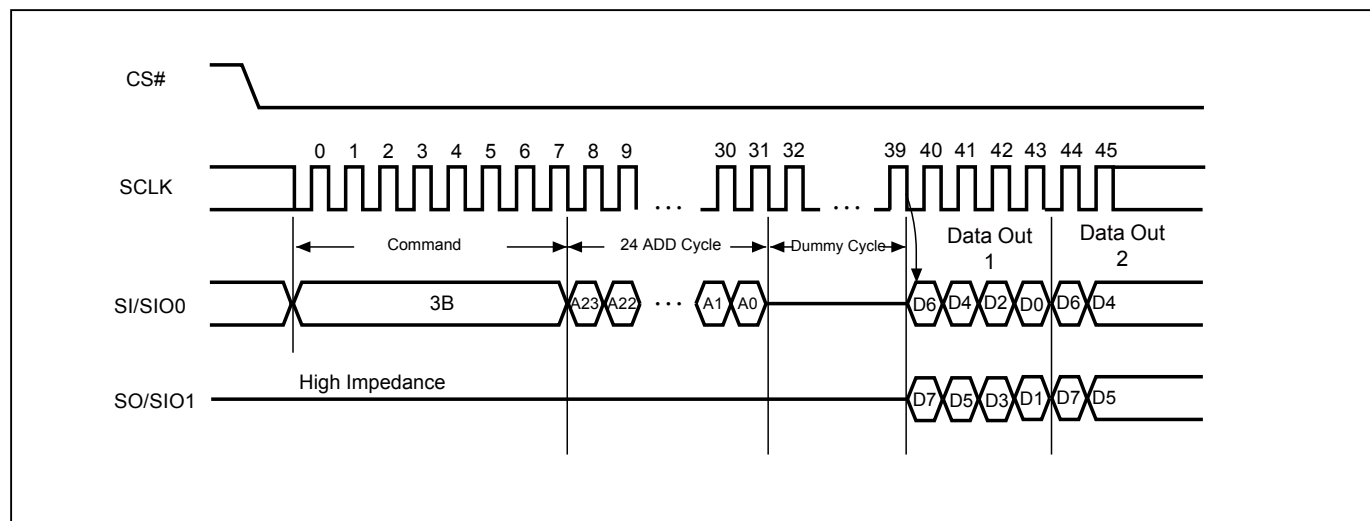 CS#
0 1 2 3 4 5 6 7 8 9 30 31 32 39 40 41 42 43 44 45
SCLK
... ...
Command 24 ADD Cycle Dummy Cycle Data Out Data Out
1 2
SI/SIO0 3B A23 A22 ... A1 A0 D6 D4 D2 D0 D6 D4
High Impedance
SO/SIO1 D7 D5 D3 D1 D7 D5